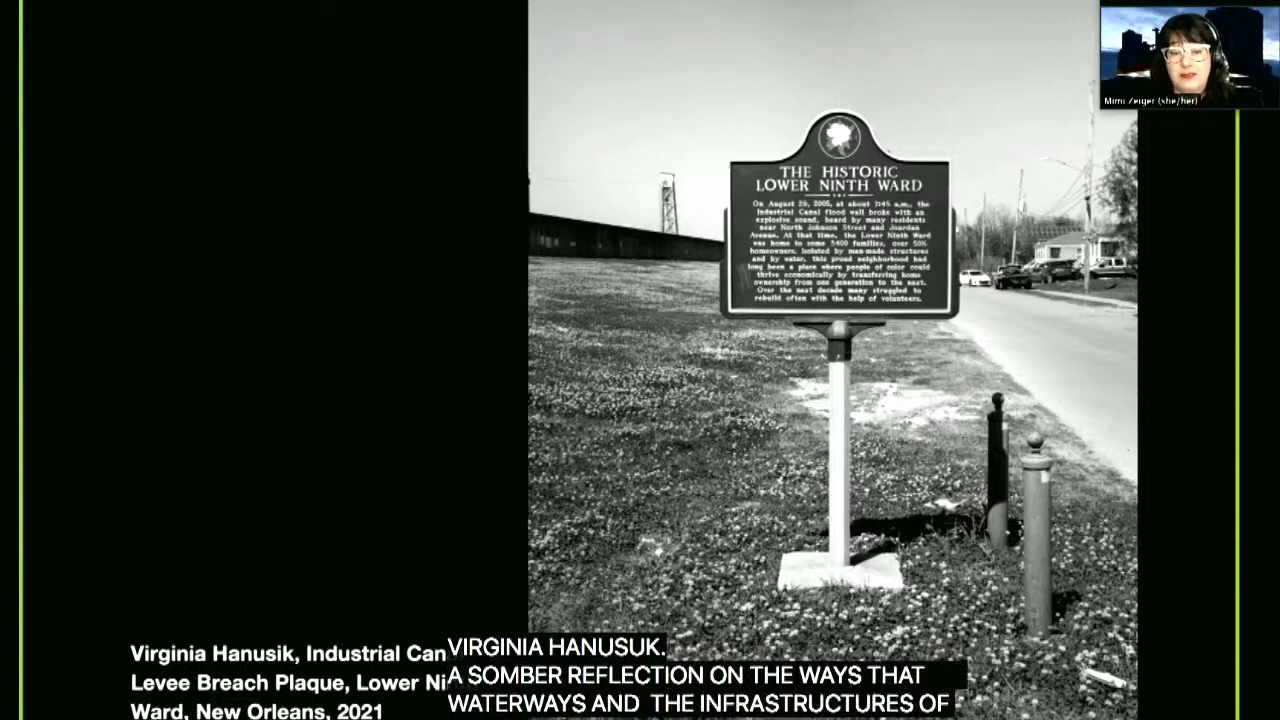 Mimi Zeiger (she/her)
THE HISTORIC
LOWER NINTH WARD
On August 29, 2005, at about 7:45 a.m., the
Industrial Canal flood wall broke with an
explosive sound, heard by many residents
near North Johnson Street and Jourdan
Avenue. At that time, the Lower Ninth Ward
was home to some 5400 families, over 50%
homeowners. Isolated by man-made structures
and by water, this proud neighborhood had
long been a place where people of color could
thrive economically by transferring home
ownership from one generation to the next.
Over the next decade many struggled to
rebuild often with the help of volunteers.
Virginia Hanusik, Industrial Can
Levee Breach Plaque, Lower Ni
Ward, New Orleans, 2021
VIRGINIA HANUSUK.
A SOMBER REFLECTION ON THE WAYS THAT
WATERWAYS AND THE INFRASTRUCTURES OF